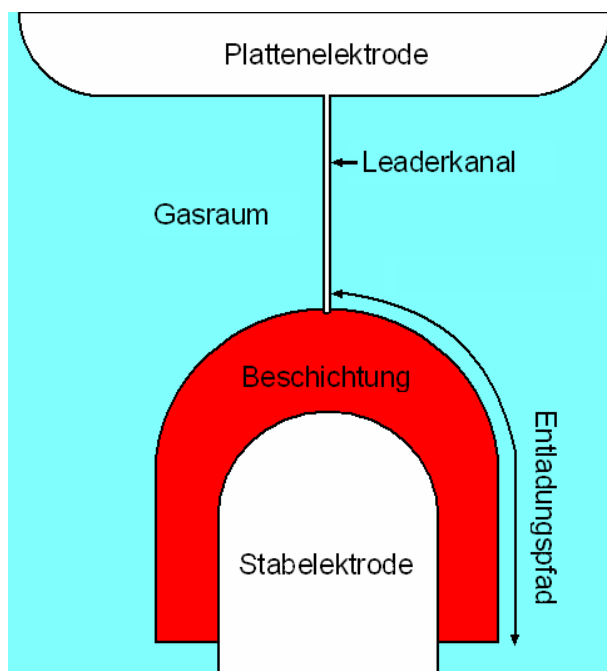 Plattenelektrode
Leaderkanal
Gasraum
Beschichtung
Entladungspfad
Stabelektrode